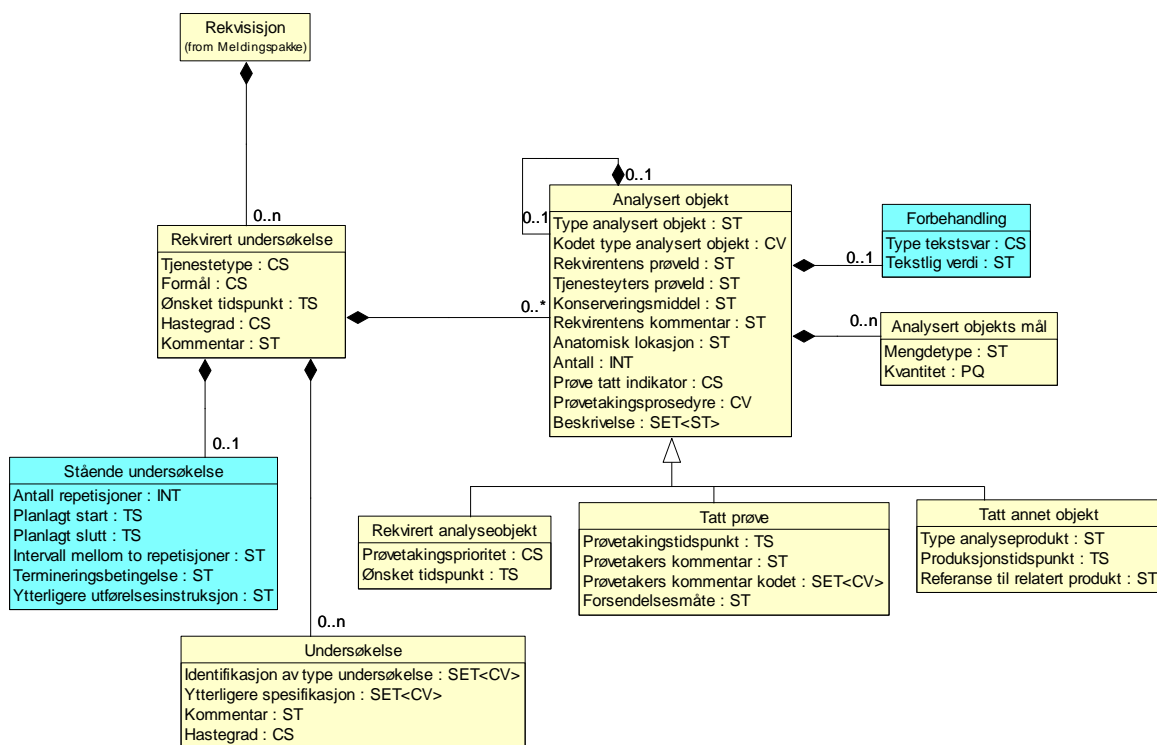 Rekvisisjon
(from Meldingspakke)
0..n
Rekvirert undersøkelse
Tjenestetype : CS
Formål : CS
Ønsket tidspunkt : TS
Hastegrad : CS
Kommentar : ST
0..1
0..1
0..*
Analysert objekt
Type analysert objekt : ST
Kodet type analysert objekt : CV
Rekvirentens prøveId : ST
Tjenesteyters prøveId : ST
Konserveringsmiddel : ST
Rekvirentens kommentar : ST
Anatomisk lokasjon : ST
Antall : INT
Prøve tatt indikator : CS
Prøvetakingsprosedyre : CV
Beskrivelse : SET<ST>
0..1
Forbehandling
Type tekstsvar : CS
Tekstlig verdi : ST
0..n
Analysert objekts mål
Mengdetype : ST
Kvantitet : PQ
0..1
Stående undersøkelse
Antall repetisjoner : INT
Planlagt start : TS
Planlagt slutt : TS
Intervall mellom to repetisjoner : ST
Termineringsbetingelse : ST
Ytterligere utførelsesinstruksjon : ST
Rekvirert analyseobjekt
Prøvetakingsprioritet : CS
Ønsket tidspunkt : TS
Tatt prøve
Prøvetakingstidspunkt : TS
Prøvetakers kommentar : ST
Prøvetakers kommentar kodet : SET<CV>
Forsendelsesmåte : ST
Tatt annet objekt
Type analyseprodukt : ST
Produksjonstidspunkt : TS
Referanse til relatert produkt : ST
0..n
Undersøkelse
Identifikasjon av type undersøkelse : SET<CV>
Ytterligere spesifikasjon : SET<CV>
Kommentar : ST
Hastegrad : CS